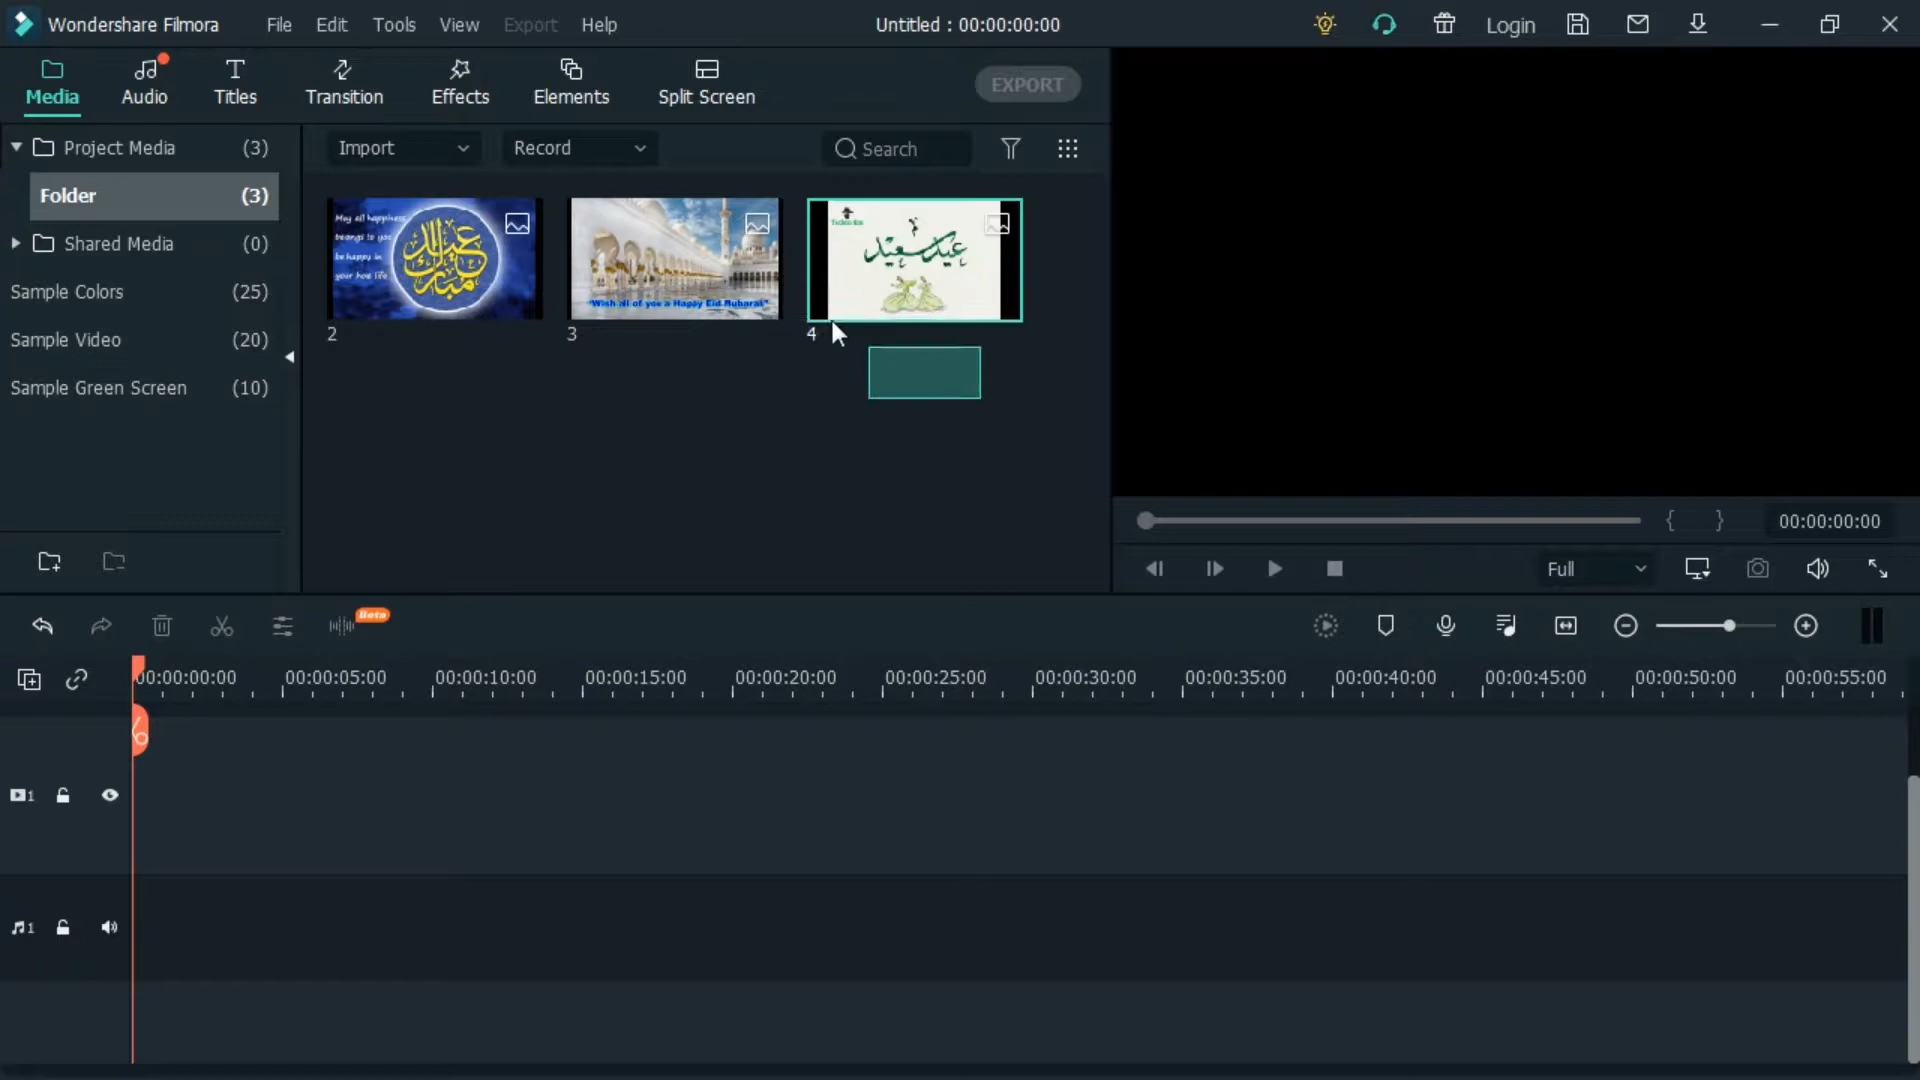 Wondershare Filmora File Edit Tools View Export Help Untitled : 00:00:00:00 Login
Media Audio Titles Transition Effects Elements Split Screen EXPORT
Project Media (3)
Folder (3)
Shared Media (0)
Sample Colors (25)
Sample Video (20)
Sample Green Screen (10)
Import Record Search
May all happiness
belongs to you
be happy in
your hole life
عيد مبارك
2
"Wish all of you a Happy Eid Mubarak"
3
عيد سعيد
4
00:00:00:00
Full
Beta
00:00:00:00 00:00:05:00 00:00:10:00 00:00:15:00 00:00:20:00 00:00:25:00 00:00:30:00 00:00:35:00 00:00:40:00 00:00:45:00 00:00:50:00 00:00:55:00
1
1